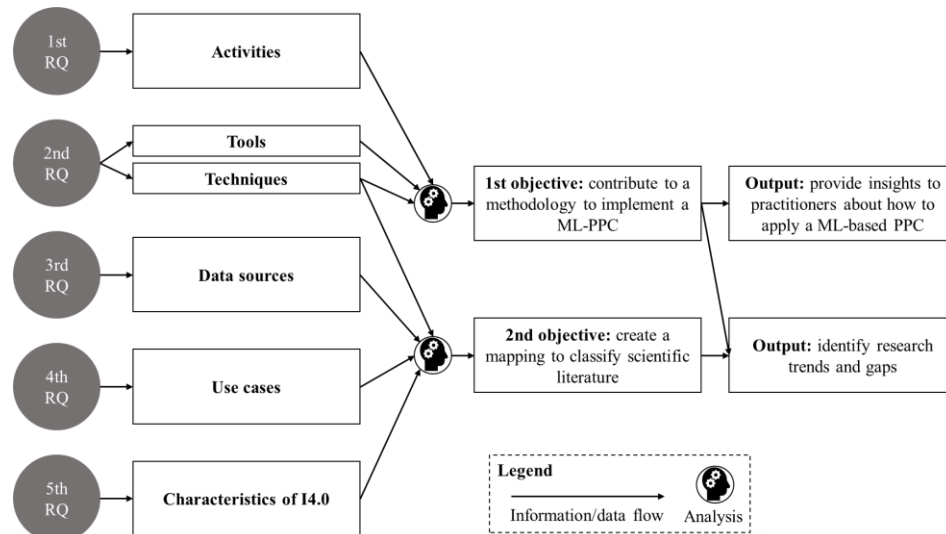 1st
RQ
Activities
2nd
RQ
Tools
Techniques
1st objective: contribute to a
methodology to implement a
ML-PPC
Output: provide insights to
practitioners about how to
apply a ML-based PPC
3rd
RQ
Data sources
2nd objective: create a
mapping to classify scientific
literature
Output: identify research
trends and gaps
4th
RQ
Use cases
5th
RQ
Characteristics of I4.0
Legend
Information/data flow
Analysis